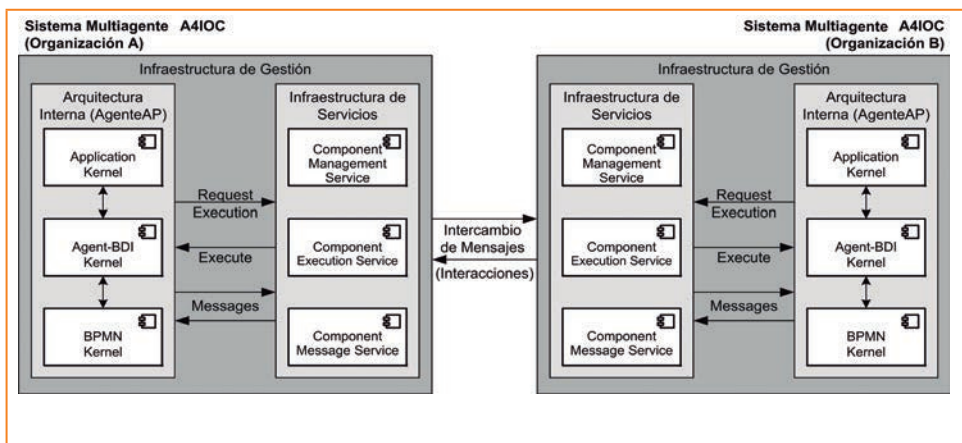 Sistema Multiagente A4IOC
(Organización A)
Infraestructura de Gestión
Arquitectura
Interna (AgenteAP)
Application
Kernel
Agent-BDI
Kernel
BPMN
Kernel
Request
Execution
Execute
Messages
Infraestructura de
Servicios
Component
Management
Service
Component
Execution Service
Component
Message Service
Intercambio
de Mensajes
(Interacciones)
Sistema Multiagente A4IOC
(Organización B)
Infraestructura de Gestión
Infraestructura de
Servicios
Component
Management
Service
Component
Execution Service
Component
Message Service
Request
Execution
Execute
Messages
Arquitectura
Interna (AgenteAP)
Application
Kernel
Agent-BDI
Kernel
BPMN
Kernel